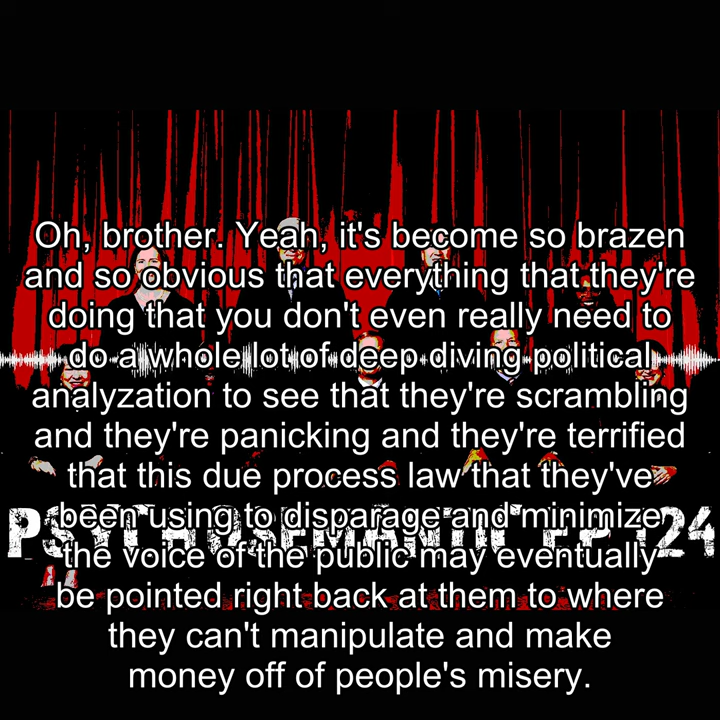 Oh, brother. Yeah, it's become so brazen
and so obvious that everything that they're
doing that you don't even really need to
do a whole lot of deep diving political
analyzation to see that they're scrambling
and they're panicking and they're terrified
that this due process law that they've
been using to disparage and minimize
PSYCHOSEMANTIC EP.124
the voice of the public may eventually
be pointed right back at them to where
they can't manipulate and make
money off of people's misery.